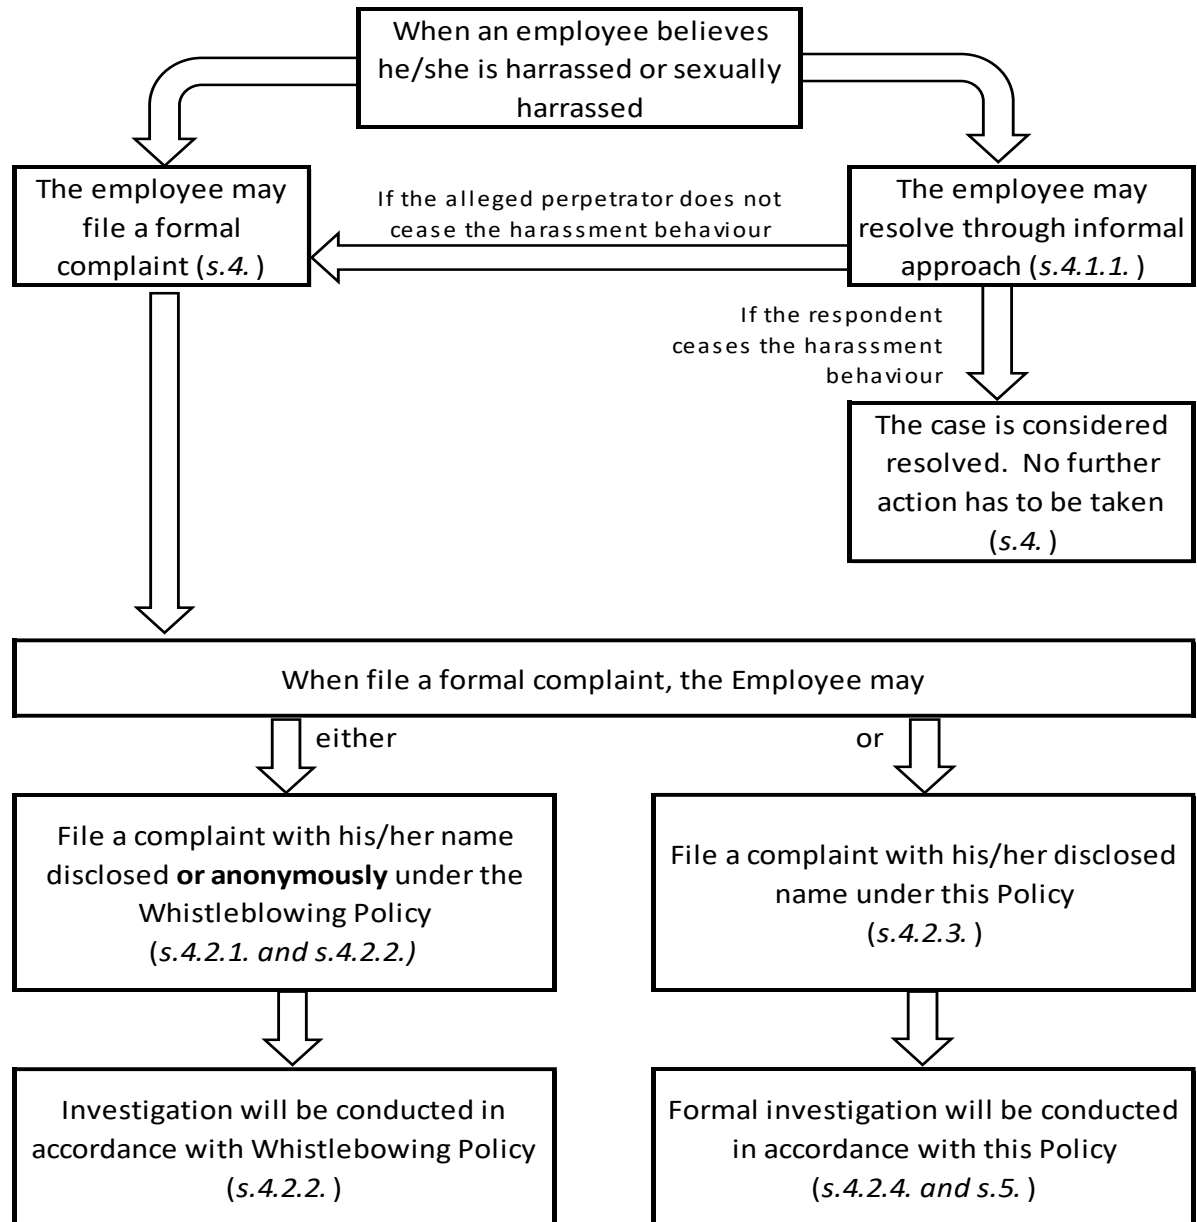 When an employee believes
he/she is harrassed or sexually
harrassed
The employee may
file a formal
complaint (s.4. )
If the alleged perpetrator does not
cease the harassment behaviour
The employee may
resolve through informal
approach (s.4.1.1. )
If the respondent
ceases the harassment
behaviour
The case is considered
resolved.  No further
action has to be taken
(s.4. )
When file a formal complaint, the Employee may
either
or
File a complaint with his/her name
disclosed or anonymously under the
Whistleblowing Policy
(s.4.2.1. and s.4.2.2.)
File a complaint with his/her disclosed
name under this Policy
(s.4.2.3. )
Investigation will be conducted in
accordance with Whistlebowing Policy
(s.4.2.2. )
Formal investigation will be conducted
in accordance with this Policy
(s.4.2.4. and s.5. )